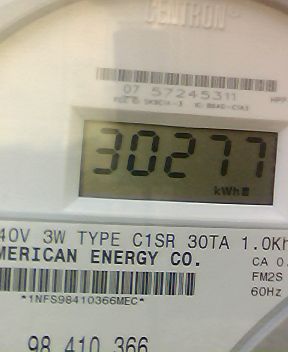 CENTRON
07 57245311
30277
kWh
40V 3W TYPE C1SR 30TA 1.0Kh
MERICAN ENERGY CO.
CA 0.
FM2S
*1NFS98410366MEC*
60Hz
98 410 366